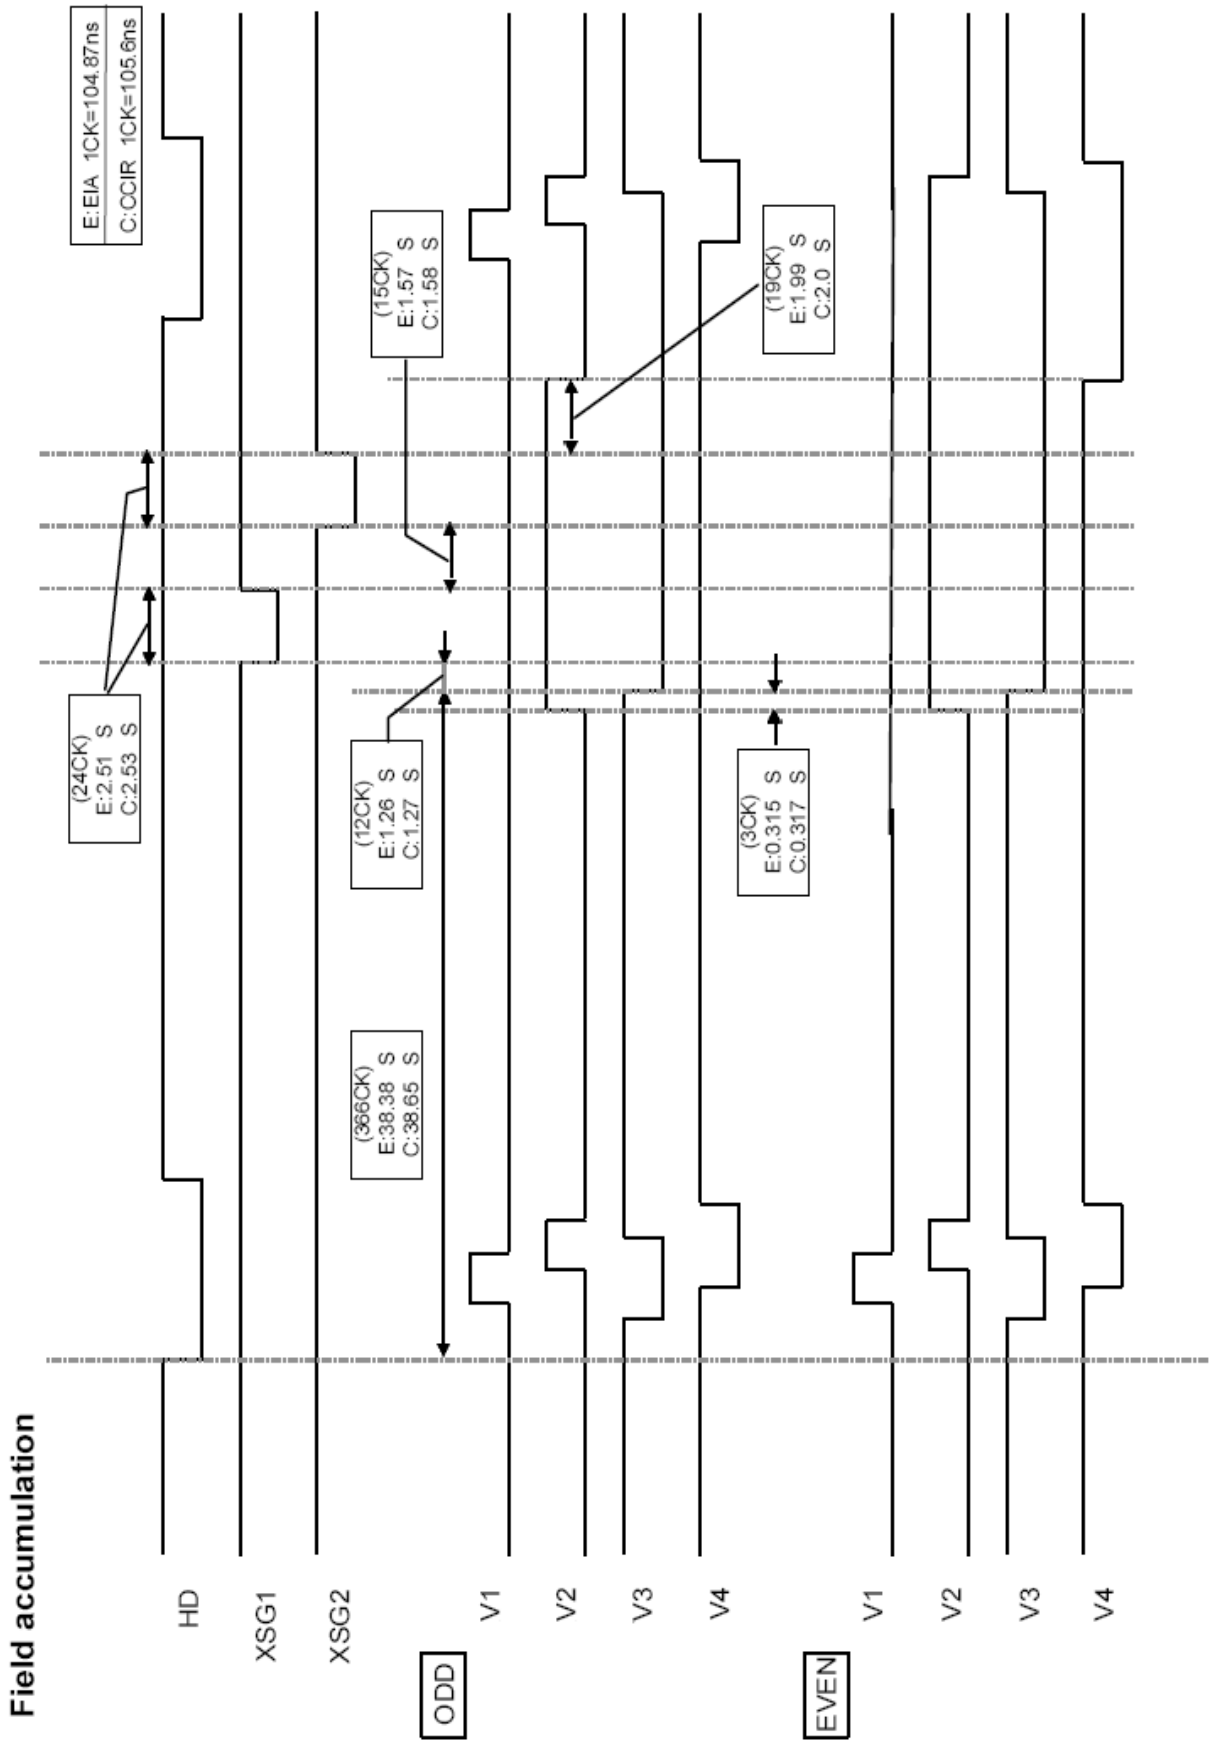 Field accumulation
E:EIA 1CK=104.87ns
C:CCIR 1CK=105.6ns
HD
XSG1
XSG2
(24CK)
E:2.51 S
C:2.53 S
(15CK)
E:1.57 S
C:1.58 S
(12CK)
E:1.26 S
C:1.27 S
(366CK)
E:38.38 S
C:38.65 S
ODD
V1
V2
V3
V4
(19CK)
E:1.99 S
C:2.0 S
(3CK)
E:0.315 S
C:0.317 S
EVEN
V1
V2
V3
V4